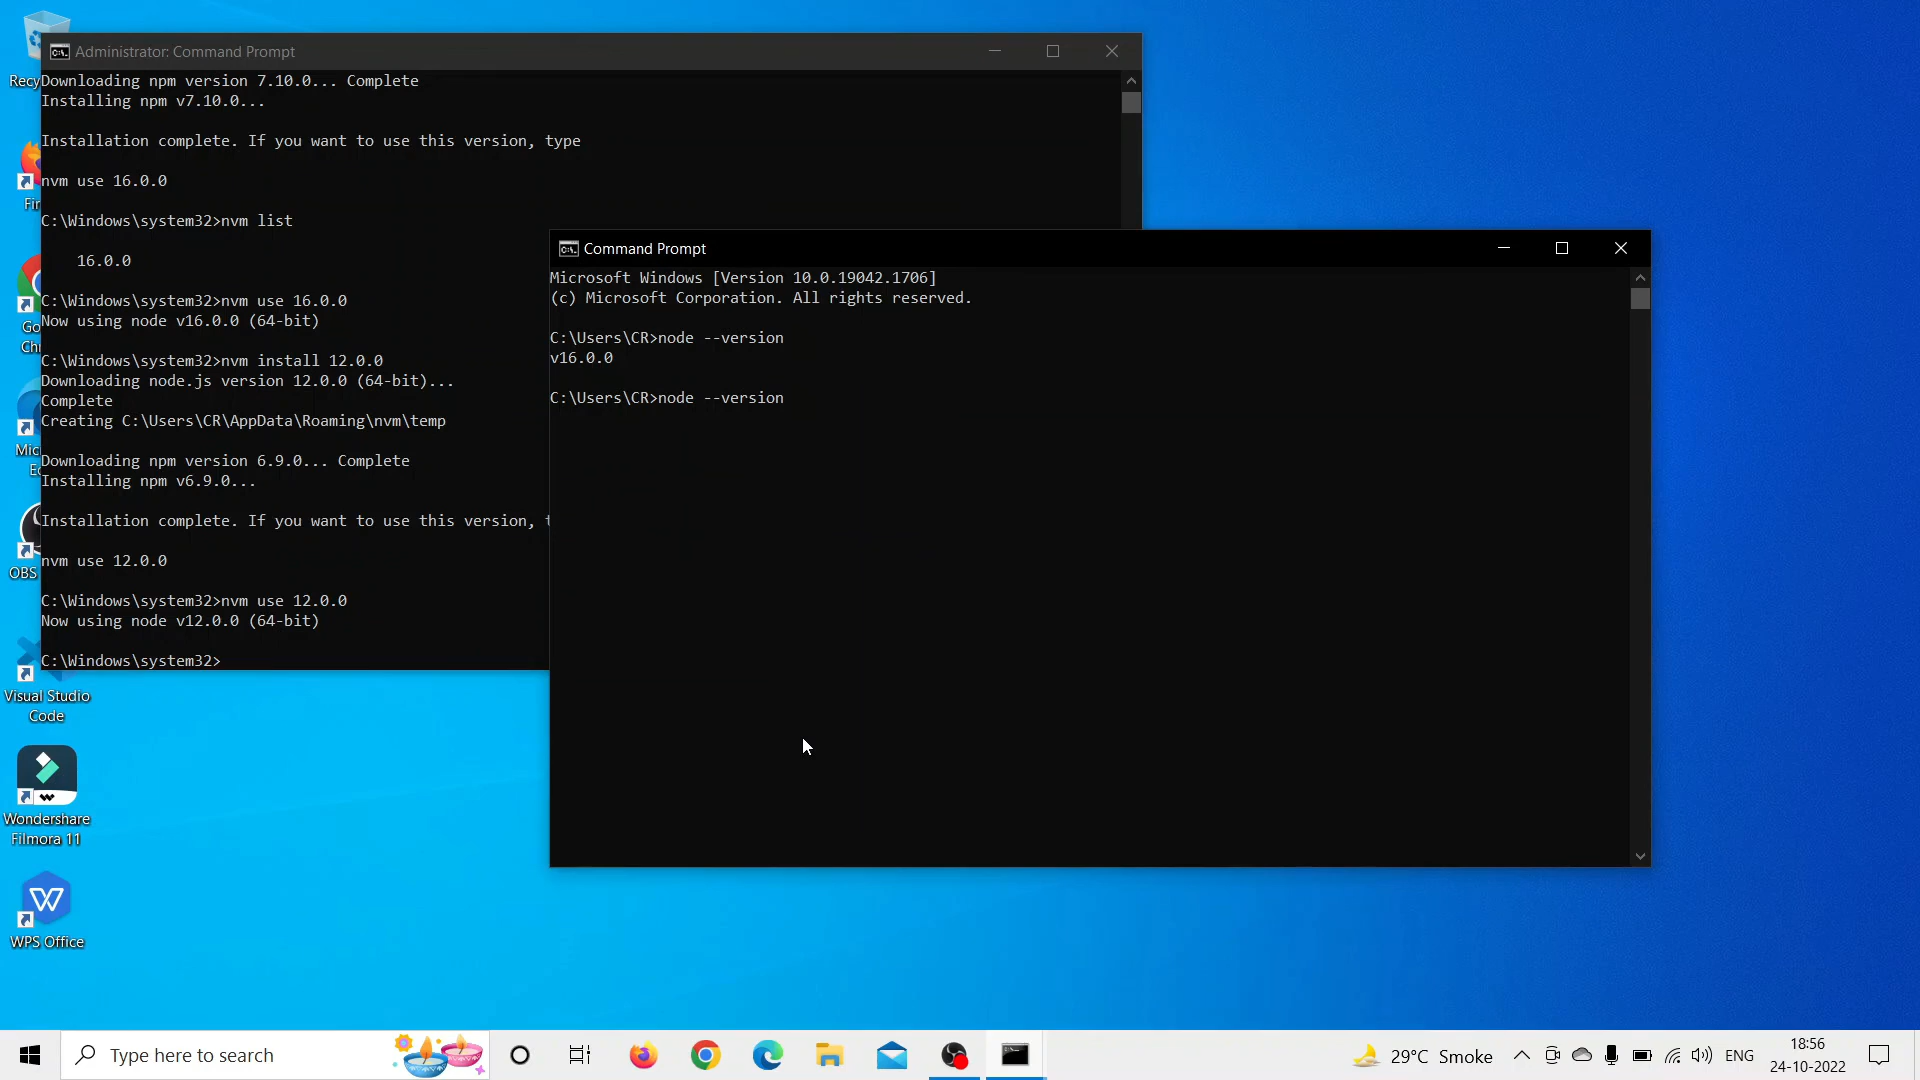 Administrator: Command Prompt
Downloading npm version 7.10.0... Complete
Installing npm v7.10.0...
Installation complete. If you want to use this version, type
nvm use 16.0.0
C:\Windows\system32>nvm list
16.0.0
C:\Windows\system32>nvm use 16.0.0
Now using node v16.0.0 (64-bit)
C:\Windows\system32>nvm install 12.0.0
Downloading node.js version 12.0.0 (64-bit)...
Complete
Creating C:\Users\CR\AppData\Roaming\nvm\temp
Downloading npm version 6.9.0... Complete
Installing npm v6.9.0...
Installation complete. If you want to use this version,
nvm use 12.0.0
C:\Windows\system32>nvm use 12.0.0
Now using node v12.0.0 (64-bit)
C:\Windows\system32>
Command Prompt
Microsoft Windows [Version 10.0.19042.1706]
(c) Microsoft Corporation. All rights reserved.
C:\Users\CR>node --version
v16.0.0
C:\Users\CR>node --version
Recy
Fir
Go
Chr
Mic
Ed
OBS
Visual Studio
Code
Wondershare
Filmora 11
WPS Office
Type here to search
29°C Smoke
ENG
18:56
24-10-2022